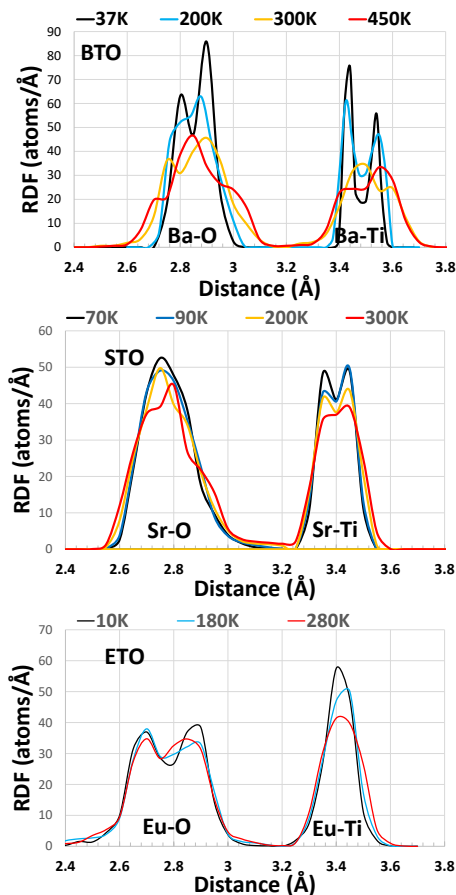 37K 200K 300K 450K
BTO
RDF (atoms/Å)
100
90
80
70
60
50
40
30
20
10
0
Ba-O Ba-Ti
2.4 2.6 2.8 3 3.2 3.4 3.6 3.8
Distance (Å)
70K 90K 200K 300K
STO
RDF (atoms/Å)
60
50
40
30
20
10
0
Sr-O Sr-Ti
2.4 2.6 2.8 3.0 3.2 3.4 3.6 3.8
Distance (Å)
10K 180K 280K
ETO
RDF (atoms/Å)
70
60
50
40
30
20
10
0
Eu-O Eu-Ti
2.4 2.6 2.8 3.0 3.2 3.4 3.6 3.8
Distance (Å)